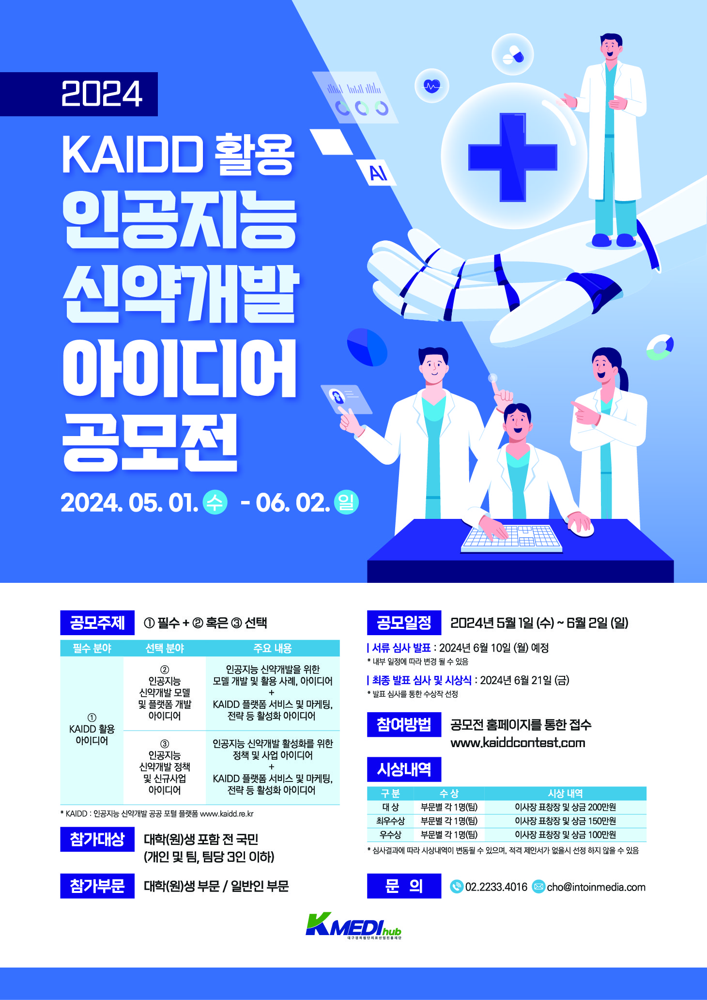 2024
KAIDD 활용
인공지능
신약개발
아이디어
공모전
2024. 05. 01. 수 - 06. 02. 일
AI
공모주제 ① 필수 + ② 혹은 ③ 선택
필수 분야 선택 분야 주요 내용
①
KAIDD 활용
아이디어
②
인공지능
신약개발 모델
및 플랫폼 개발
아이디어
인공지능 신약개발을 위한
모델 개발 및 활용 사례, 아이디어
+
KAIDD 플랫폼 서비스 및 마케팅,
전략 등 활성화 아이디어
③
인공지능
신약개발 정책
및 신규사업
아이디어
인공지능 신약개발 활성화를 위한
정책 및 사업 아이디어
+
KAIDD 플랫폼 서비스 및 마케팅,
전략 등 활성화 아이디어
* KAIDD : 인공지능 신약개발 공공 포털 플랫폼 www.kaidd.re.kr
참가대상 대학(원)생 포함 전 국민
(개인 및 팀, 팀당 3인 이하)
참가부문 대학(원)생 부문 / 일반인 부문
공모일정 2024년 5월 1일 (수) ~ 6월 2일 (일)
| 서류 심사 발표 : 2024년 6월 10일 (월) 예정
* 내부 일정에 따라 변경 될 수 있음
| 최종 발표 심사 및 시상식 : 2024년 6월 21일 (금)
* 발표 심사를 통한 수상작 선정
참여방법 공모전 홈페이지를 통한 접수
www.kaiddcontest.com
시상내역
구 분 수 상 시상 내역
대 상 부문별 각 1명(팀) 이사장 표창장 및 상금 200만원
최우수상 부문별 각 1명(팀) 이사장 표창장 및 상금 150만원
우수상 부문별 각 1명(팀) 이사장 표창장 및 상금 100만원
* 심사결과에 따라 시상내역이 변동될 수 있으며, 적격 제안서가 없을시 선정 하지 않을 수 있음
문 의 02.2233.4016 cho@intoinmedia.com
KMEDI hub
대구경북첨단의료산업진흥재단